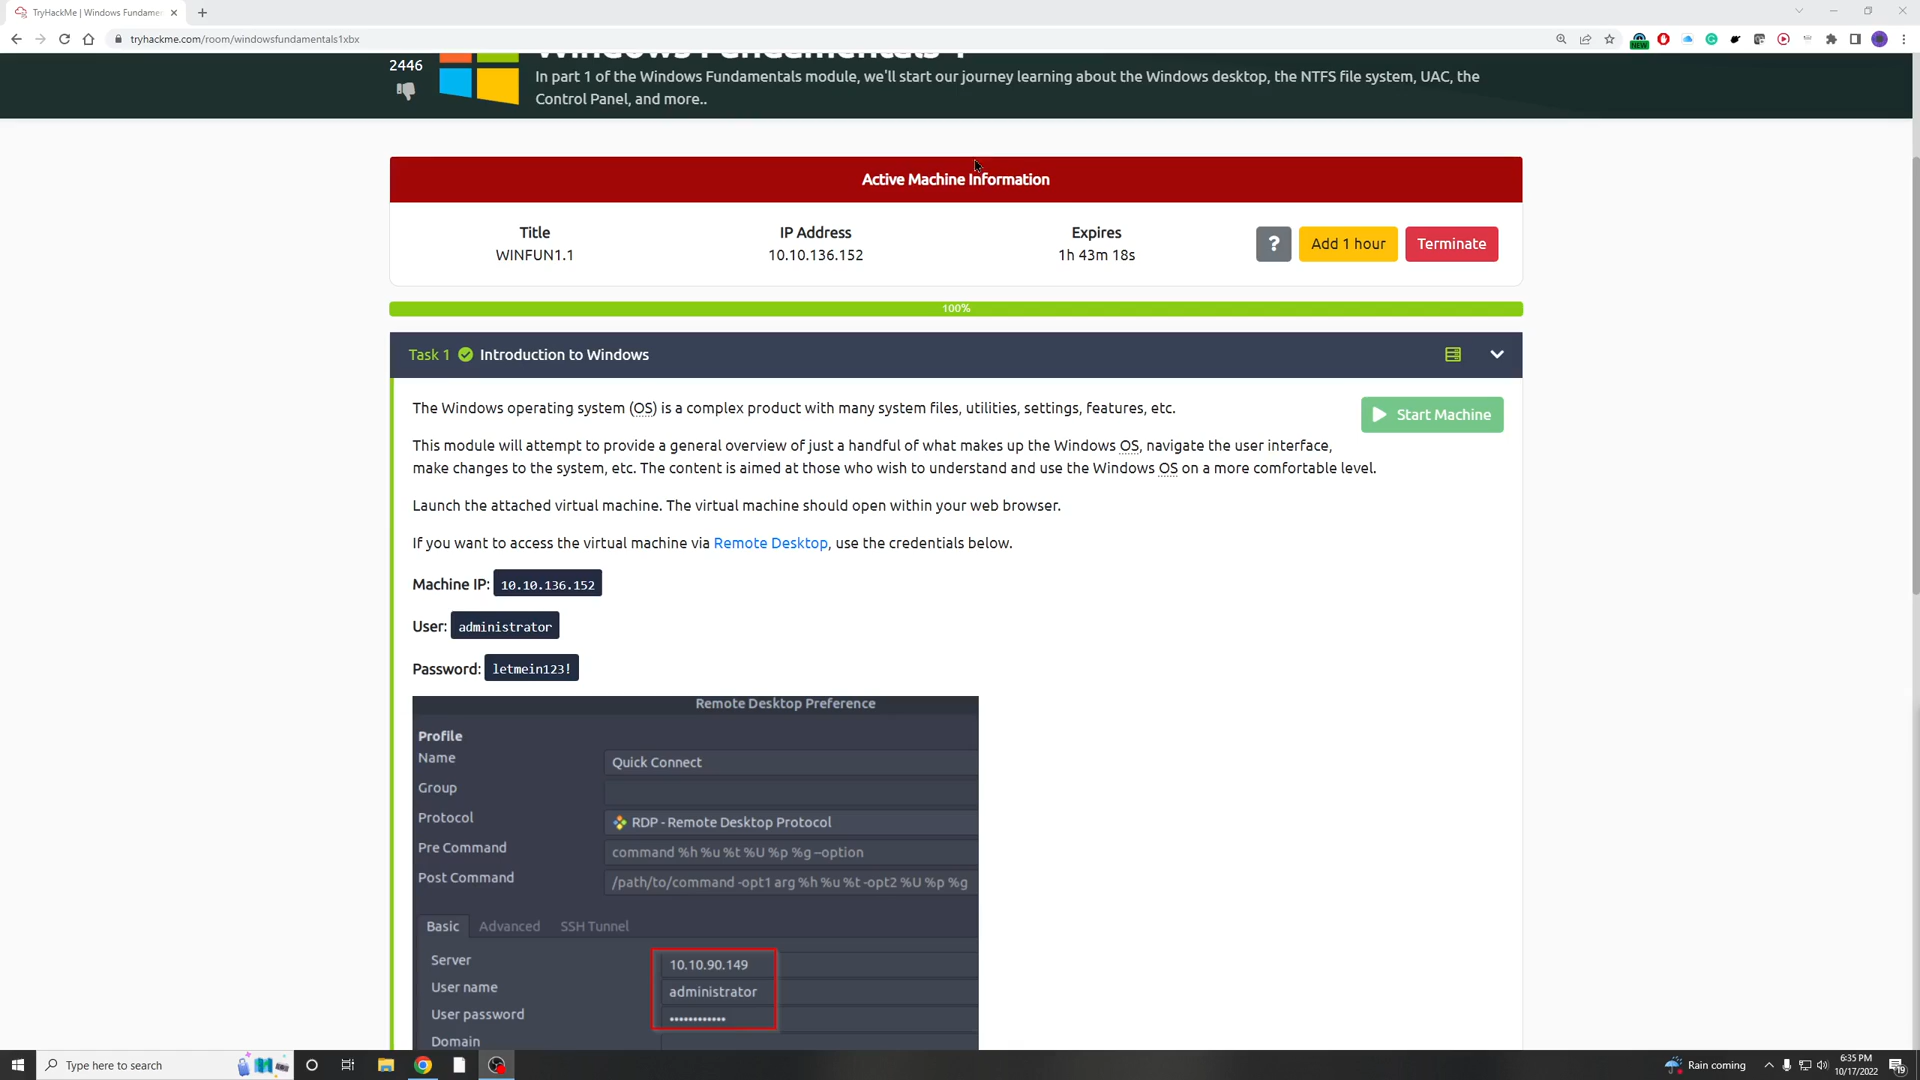 TryHackMe | Windows Fundame
tryhackme.com/room/windowsfundamentals1xbx
NEW
2446
Windows Fundamentals 1
In part 1 of the Windows Fundamentals module, we'll start our journey learning about the Windows desktop, the NTFS file system, UAC, the
Control Panel, and more..
Active Machine Information
Title
IP Address
Expires
WINFUN1.1
10.10.136.152
1h 43m 18s
?
Add 1 hour
Terminate
100%
Task 1 Introduction to Windows
The Windows operating system (OS) is a complex product with many system files, utilities, settings, features, etc.
Start Machine
This module will attempt to provide a general overview of just a handful of what makes up the Windows OS, navigate the user interface,
make changes to the system, etc. The content is aimed at those who wish to understand and use the Windows OS on a more comfortable level.
Launch the attached virtual machine. The virtual machine should open within your web browser.
If you want to access the virtual machine via Remote Desktop, use the credentials below.
Machine IP: 10.10.136.152
User: administrator
Password: letmein123!
Remote Desktop Preference
Profile
Name Quick Connect
Group
Protocol RDP - Remote Desktop Protocol
Pre Command command %h %u %t %U %p %g --option
Post Command /path/to/command -opt1 arg %h %u %t -opt2 %U %p %g
Basic Advanced SSH Tunnel
Server 10.10.90.149
User name administrator
User password ••••••••••••
Domain
Type here to search
Rain coming
6:35 PM
10/17/2022
19